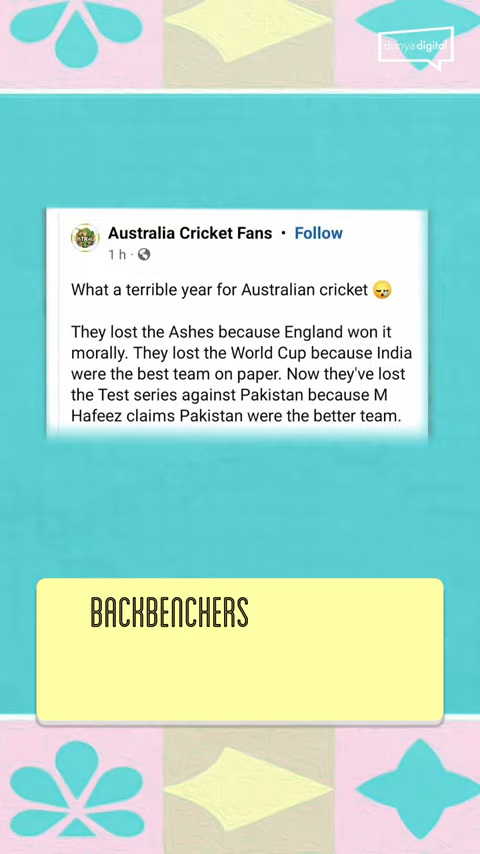 dunya digital
Australia Cricket Fans • Follow
1 h ·
What a terrible year for Australian cricket 😪
They lost the Ashes because England won it
morally. They lost the World Cup because India
were the best team on paper. Now they've lost
the Test series against Pakistan because M
Hafeez claims Pakistan were the better team.
BACKBENCHERS